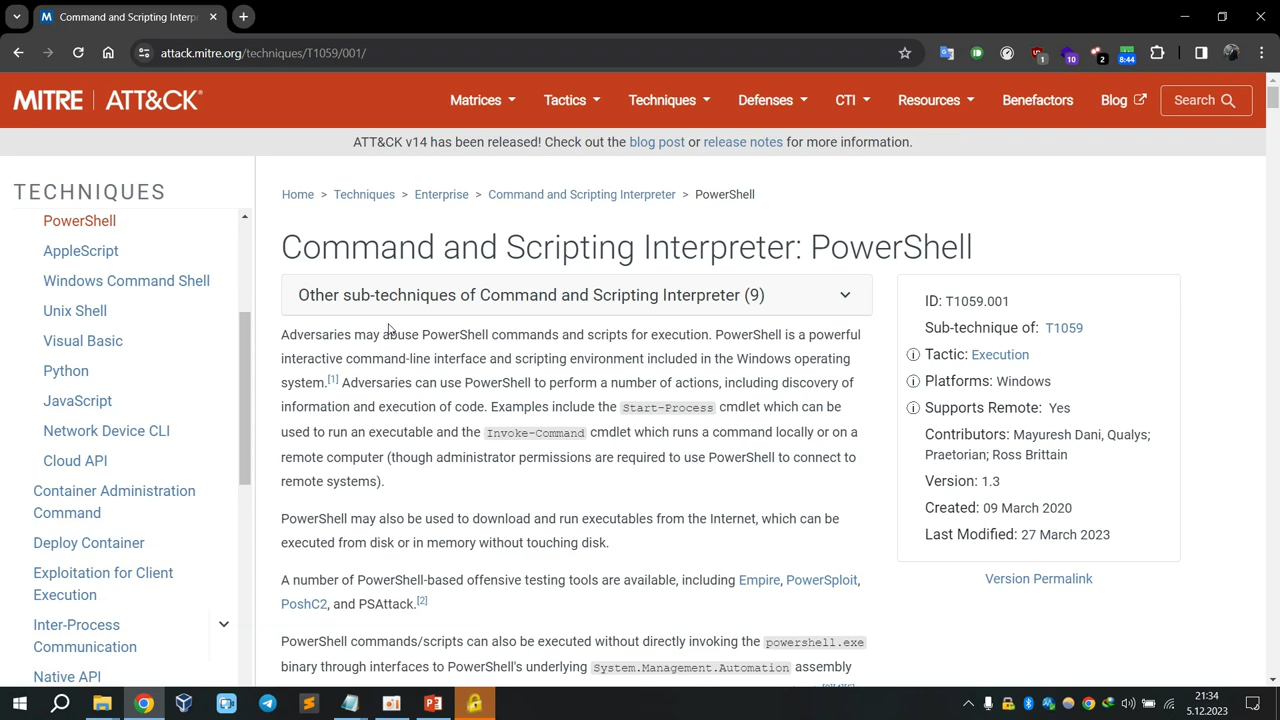 Command and Scripting Interp
attack.mitre.org/techniques/T1059/001/
1
10
2
8:44
MITRE | ATT&CK®
Matrices
Tactics
Techniques
Defenses
CTI
Resources
Benefactors
Blog
Search
ATT&CK v14 has been released! Check out the blog post or release notes for more information.
TECHNIQUES
PowerShell
AppleScript
Windows Command Shell
Unix Shell
Visual Basic
Python
JavaScript
Network Device CLI
Cloud API
Container Administration
Command
Deploy Container
Exploitation for Client
Execution
Inter-Process
Communication
Native API
Home > Techniques > Enterprise > Command and Scripting Interpreter > PowerShell
Command and Scripting Interpreter: PowerShell
Other sub-techniques of Command and Scripting Interpreter (9)
Adversaries may abuse PowerShell commands and scripts for execution. PowerShell is a powerful
interactive command-line interface and scripting environment included in the Windows operating
system.[1] Adversaries can use PowerShell to perform a number of actions, including discovery of
information and execution of code. Examples include the Start-Process cmdlet which can be
used to run an executable and the Invoke-Command cmdlet which runs a command locally or on a
remote computer (though administrator permissions are required to use PowerShell to connect to
remote systems).
PowerShell may also be used to download and run executables from the Internet, which can be
executed from disk or in memory without touching disk.
A number of PowerShell-based offensive testing tools are available, including Empire, PowerSploit,
PoshC2, and PSAttack.[2]
PowerShell commands/scripts can also be executed without directly invoking the powershell.exe
binary through interfaces to PowerShell's underlying System.Management.Automation assembly
ID: T1059.001
Sub-technique of: T1059
Tactic: Execution
Platforms: Windows
Supports Remote: Yes
Contributors: Mayuresh Dani, Qualys;
Praetorian; Ross Brittain
Version: 1.3
Created: 09 March 2020
Last Modified: 27 March 2023
Version Permalink
21:34
5.12.2023